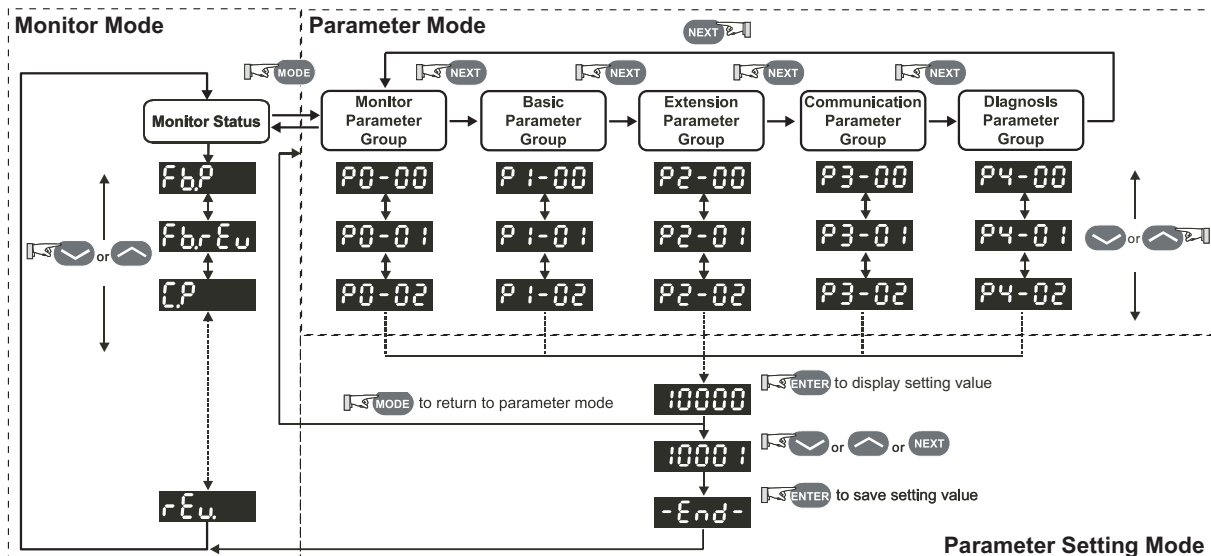 Monitor Mode
Parameter Mode
NEXT
MODE
NEXT
NEXT
NEXT
NEXT
Monitor Status
Monitor
Parameter
Group
Basic
Parameter
Group
Extension
Parameter
Group
Communication
Parameter
Group
Diagnosis
Parameter
Group
Fb.P
P0-00
P1-00
P2-00
P3-00
P4-00
or
Fb.rEu
P0-01
P1-01
P2-01
P3-01
P4-01
or
C.P
P0-02
P1-02
P2-02
P3-02
P4-02
10000
ENTER to display setting value
MODE to return to parameter mode
10001
or or NEXT
rEu.
-End-
ENTER to save setting value
Parameter Setting Mode